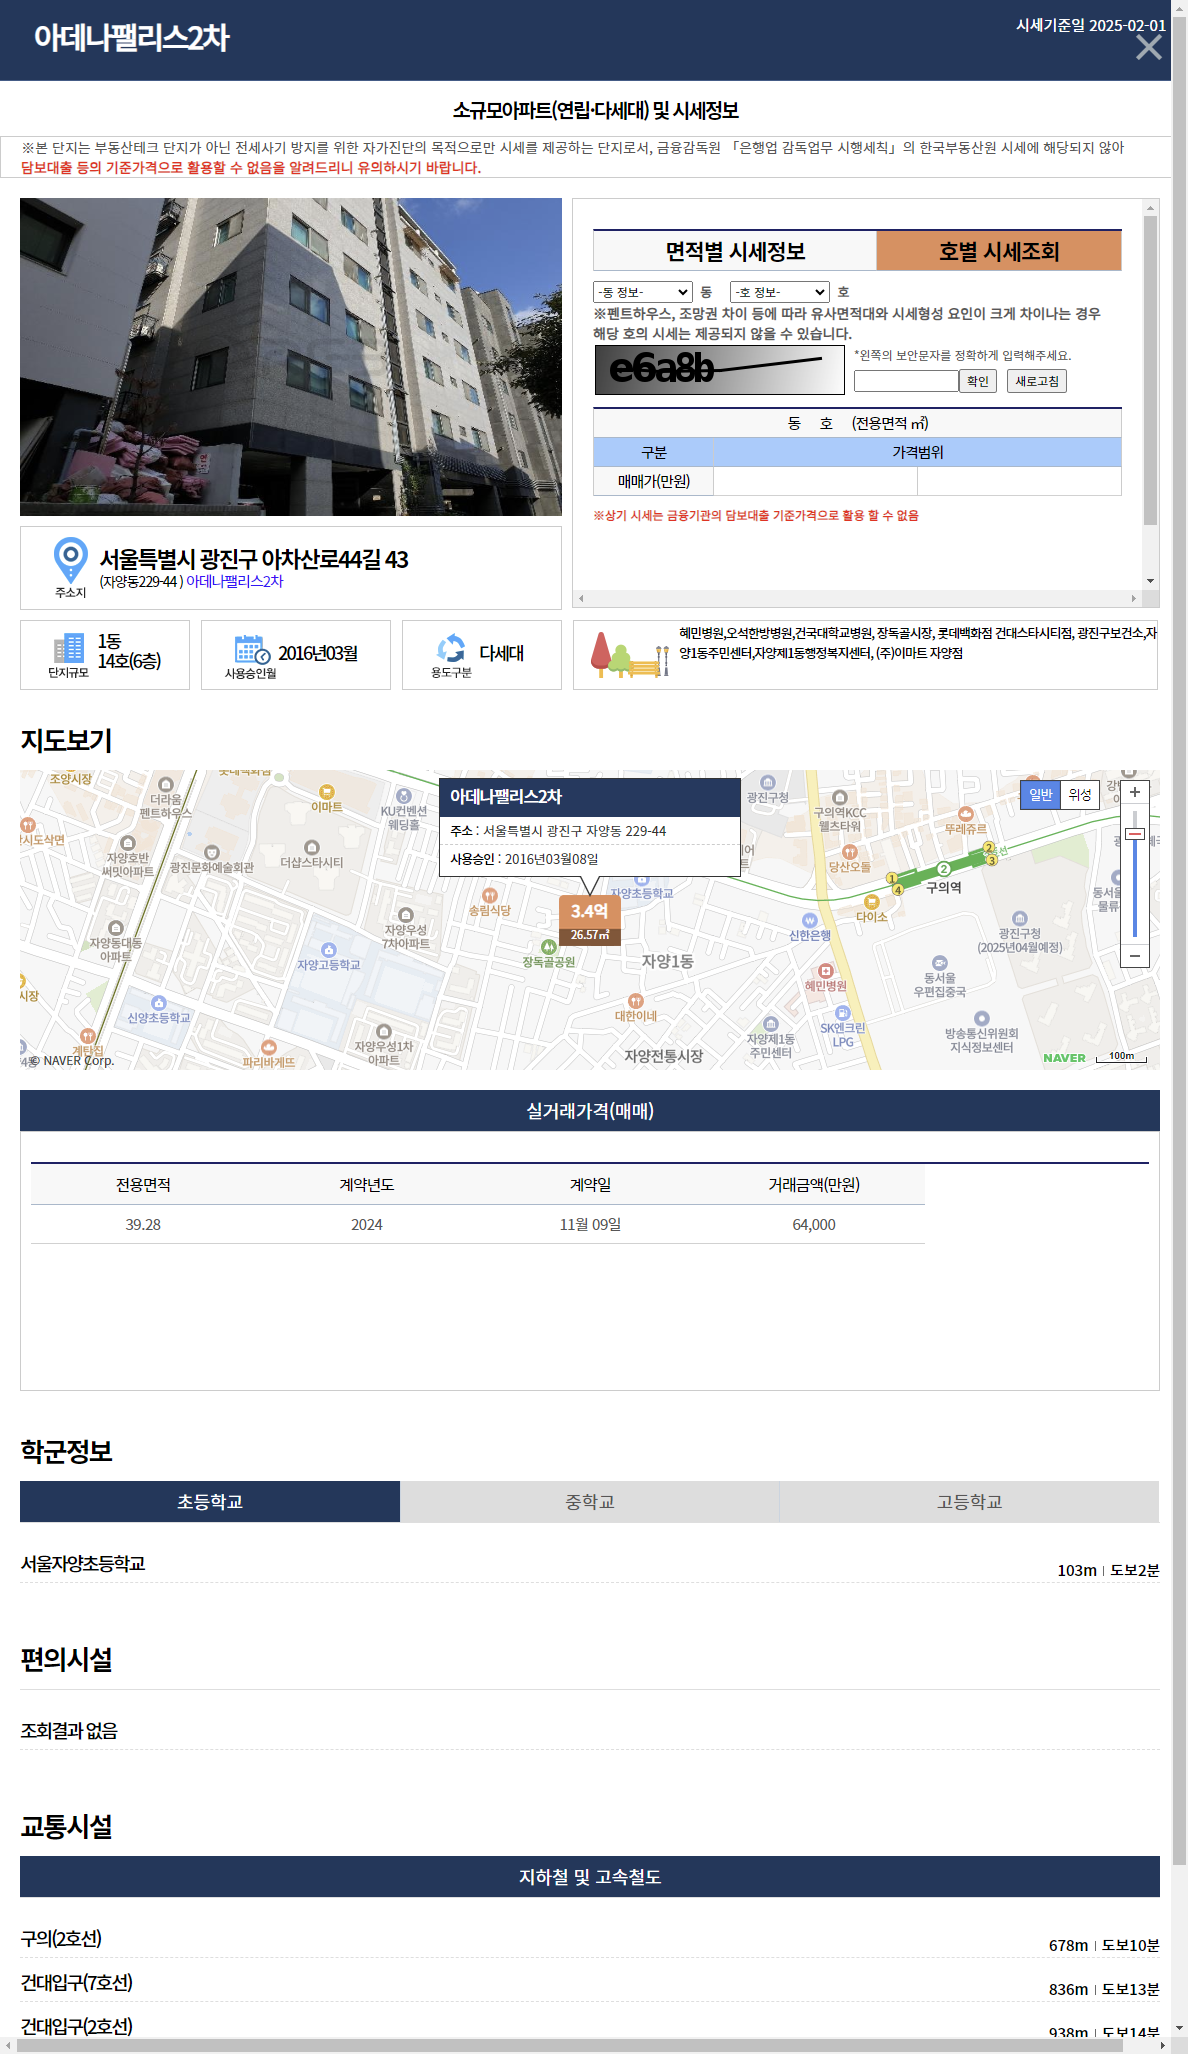 아데나팰리스2차
시세기준일 2025-02-01
소규모아파트(연립·다세대) 및 시세정보
※본 단지는 부동산테크 단지가 아닌 전세사기 방지를 위한 자가진단의 목적으로만 시세를 제공하는 단지로서, 금융감독원 「은행업 감독업무 시행세칙」의 한국부동산원 시세에 해당되지 않아
담보대출 등의 기준가격으로 활용할 수 없음을 알려드리니 유의하시기 바랍니다.
면적별 시세정보
호별 시세조회
-동 정보- 동 -호 정보- 호
※펜트하우스, 조망권 차이 등에 따라 유사면적대와 시세형성 요인이 크게 차이나는 경우
해당 호의 시세는 제공되지 않을 수 있습니다.
e6a8b
*왼쪽의 보안문자를 정확하게 입력해주세요.
확인 새로고침
동 호 (전용면적 ㎡)
구분 가격범위
매매가(만원)
※상기 시세는 금융기관의 담보대출 기준가격으로 활용 할 수 없음
서울특별시 광진구 아차산로44길 43
(자양동229-44 ) 아데나팰리스2차
주소지
1동
14호(6층)
단지규모
2016년03월
사용승인월
다세대
용도구분
혜민병원,오석한방병원,건국대학교병원, 장독골시장, 롯데백화점 건대스타시티점, 광진구보건소,자
양1동주민센터,자양제1동행정복지센터, (주)이마트 자양점
지도보기
조양시장
더라움
펜트하우스
이마트
KU컨벤션
웨딩홀
아데나팰리스2차
주소 : 서울특별시 광진구 자양동 229-44
사용승인 : 2016년03월08일
광진구청
구의역KCC
웰츠타워
뚜레쥬르
일반 위성
자양호반
써밋아파트
광진문화예술회관
더샵스타시티
당산오돌
2
3
1
4
2
구의역
자양초등학교
3.4억
26.57㎡
송림식당
다이소
동서울
물류
자양동대동
아파트
자양우성
7차아파트
자양고등학교
장독골공원
자양1동
신한은행
광진구청
(2025년04월예정)
혜민병원
동서울
우편집중국
신양초등학교
대한이네
SK엔크린
LPG
자양제1동
주민센터
방송통신위원회
지식정보센터
계탄집
자양우성1차
아파트
파리바게뜨
자양전통시장
© NAVER Corp.
NAVER
100m
실거래가격(매매)
전용면적 계약년도 계약일 거래금액(만원)
39.28 2024 11월 09일 64,000
학군정보
초등학교 중학교 고등학교
서울자양초등학교
103m | 도보2분
편의시설
조회결과 없음
교통시설
지하철 및 고속철도
구의(2호선)
678m | 도보10분
건대입구(7호선)
836m | 도보13분
건대입구(2호선)
938m | 도보14분